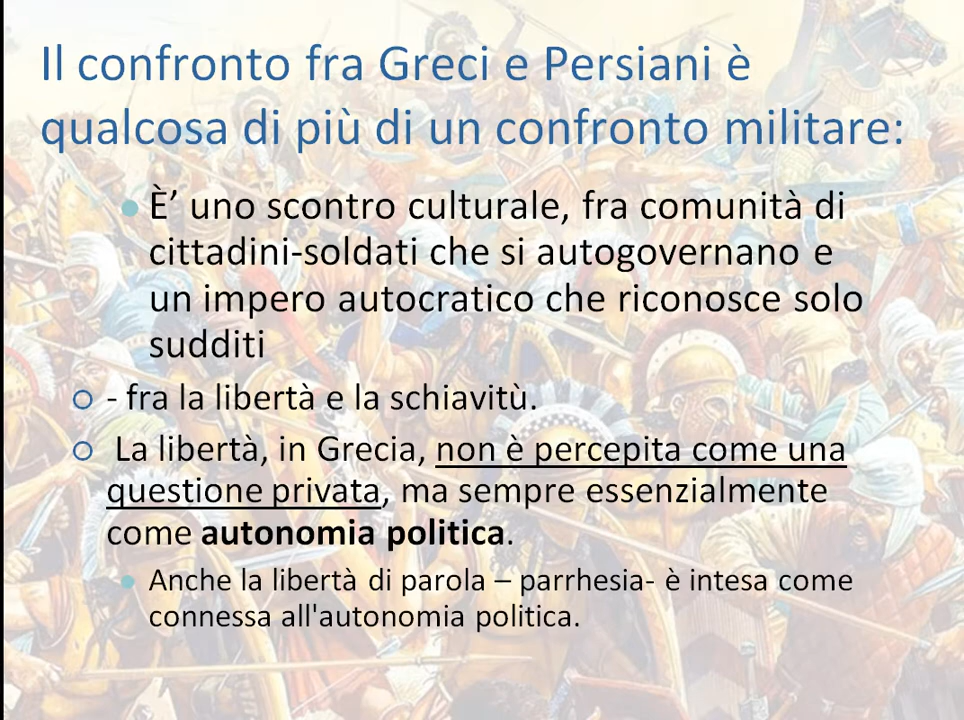 Il confronto fra Greci e Persiani è
qualcosa di più di un confronto militare:
È’ uno scontro culturale, fra comunità di
cittadini-soldati che si autogovernano e
un impero autocratico che riconosce solo
sudditi
- fra la libertà e la schiavitù.
La libertà, in Grecia, non è percepita come una
questione privata, ma sempre essenzialmente
come autonomia politica.
Anche la libertà di parola – parrhesia- è intesa come
connessa all'autonomia politica.